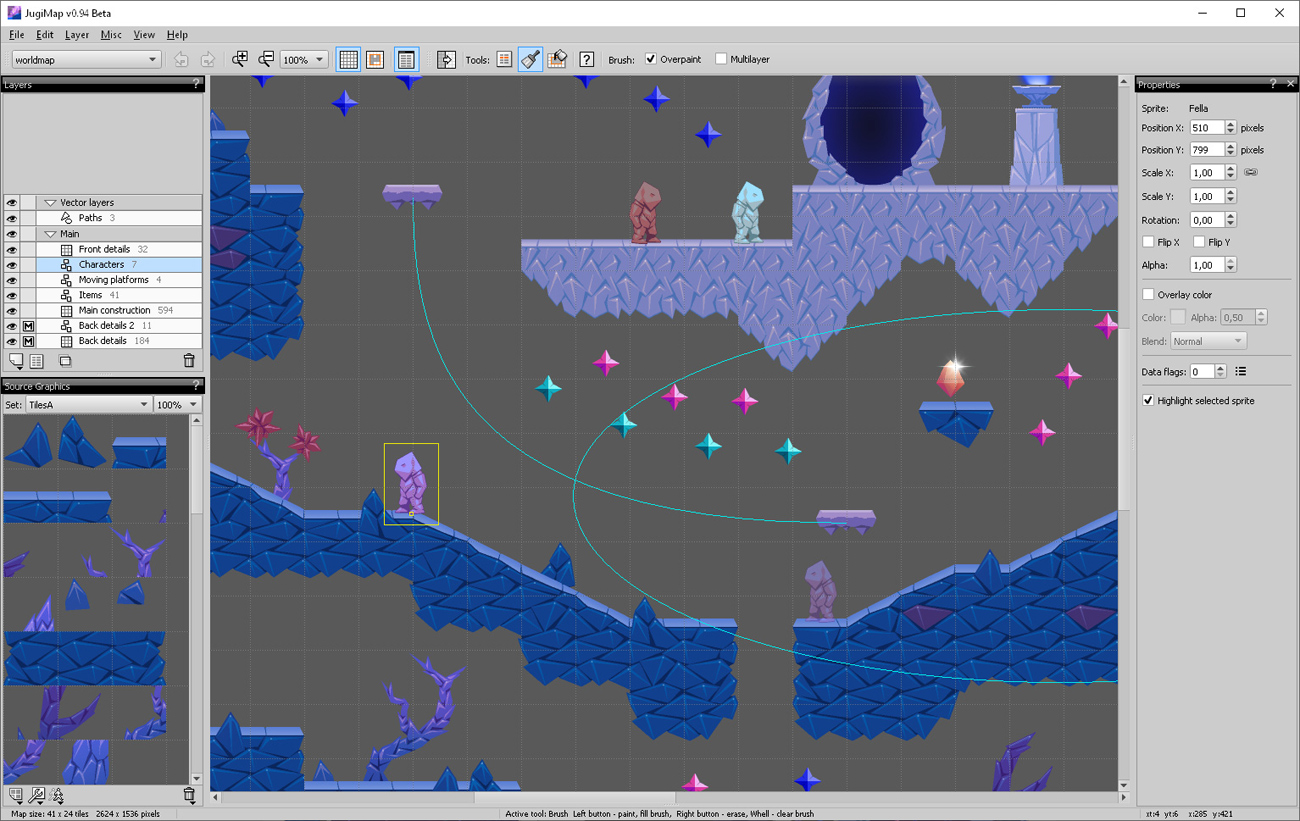 JugiMap v0.94 Beta
File Edit Layer Misc View Help
worldmap 100% Tools: ? Brush: Overpaint Multilayer
Layers ?
Vector layers
Paths 3
Main
Front details 32
Characters 7
Moving platforms 4
Items 41
Main construction 594
M Back details 2 11
M Back details 184
Source Graphics ?
Set: TilesA 100%
Properties ?
Sprite: Fella
Position X: 510 pixels
Position Y: 799 pixels
Scale X: 1,00
Scale Y: 1,00
Rotation: 0,00
Flip X Flip Y
Alpha: 1,00
Overlay color
Color: Alpha: 0,50
Blend: Normal
Data flags: 0
Highlight selected sprite
Map size: 41 x 24 tiles 2624 x 1536 pixels
Active tool: Brush Left button - paint, fill brush, Right button - erase, Whell - clear brush
xt:4 yt:6 x:285 y:421